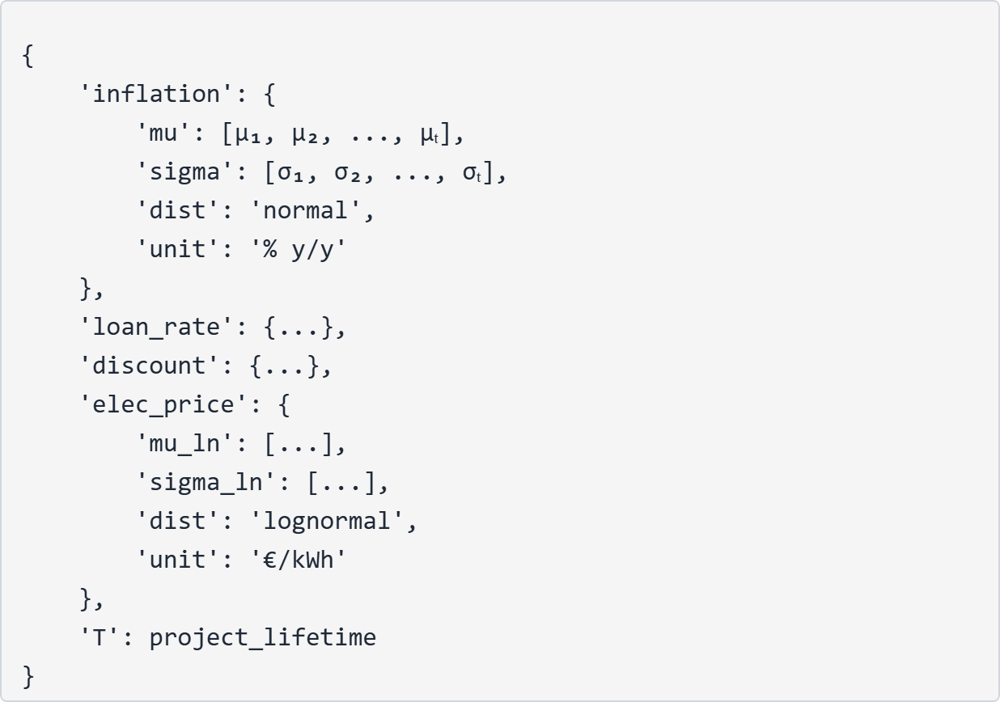 {
    'inflation': {
        'mu': [μ₁, μ₂, ..., μₜ],
        'sigma': [σ₁, σ₂, ..., σₜ],
        'dist': 'normal',
        'unit': '% y/y'
    },
    'loan_rate': {...},
    'discount': {...},
    'elec_price': {
        'mu_ln': [...],
        'sigma_ln': [...],
        'dist': 'lognormal',
        'unit': '€/kWh'
    },
    'T': project_lifetime
}